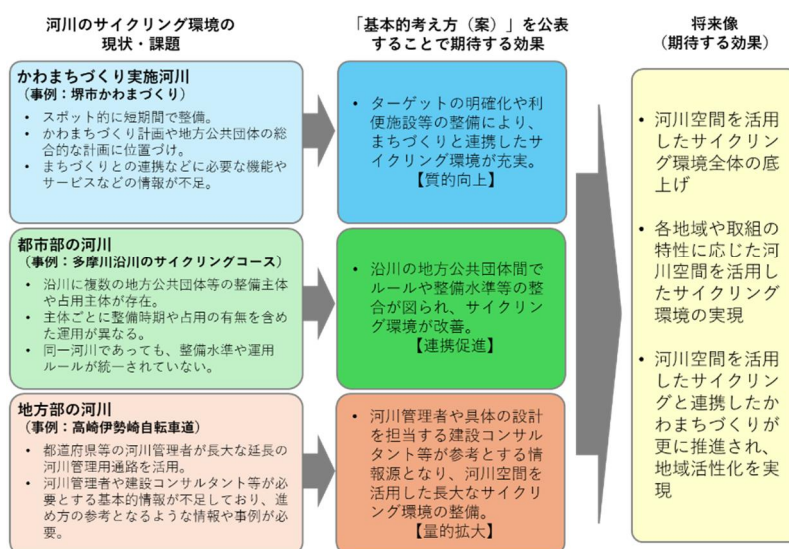 河川のサイクリング環境の
現状・課題
「基本的考え方（案）」を公表
することで期待する効果
将来像
（期待する効果）
かわまちづくり実施河川
（事例：堺市かわまちづくり）
• スポット的に短期間で整備。
• かわまちづくり計画や地方公共団体の総
合的な計画に位置づけ。
• まちづくりとの連携などに必要な機能や
サービスなどの情報が不足。
• ターゲットの明確化や利
便施設等の整備により、
まちづくりと連携したサ
イクリング環境が充実。
【質的向上】
都市部の河川
（事例：多摩川沿川のサイクリングコース）
• 沿川に複数の地方公共団体等の整備主体
や占用主体が存在。
• 主体ごとに整備時期や占用の有無を含め
た運用が異なる。
• 同一河川であっても、整備水準や運用
ルールが統一されていない。
• 沿川の地方公共団体間で
ルールや整備水準等の整
合が図られ、サイクリン
グ環境が改善。
【連携促進】
地方部の河川
（事例：高崎伊勢崎自転車道）
• 都道府県等の河川管理者が長大な延長の
河川管理用通路を活用。
• 河川管理者や建設コンサルタント等が必
要とする基本的情報が不足しており、進
め方の参考となるような情報や事例が必
要。
• 河川管理者や具体の設計
を担当する建設コンサル
タント等が参考とする情
報源となり、河川空間を
活用した長大なサイクリ
ング環境の整備。
【量的拡大】
• 河川空間を活用
したサイクリン
グ環境全体の底
上げ
• 各地域や取組の
特性に応じた河
川空間を活用し
たサイクリング
環境の実現
• 河川空間を活用
したサイクリン
グと連携したか
わまちづくりが
更に推進され、
地域活性化を実
現